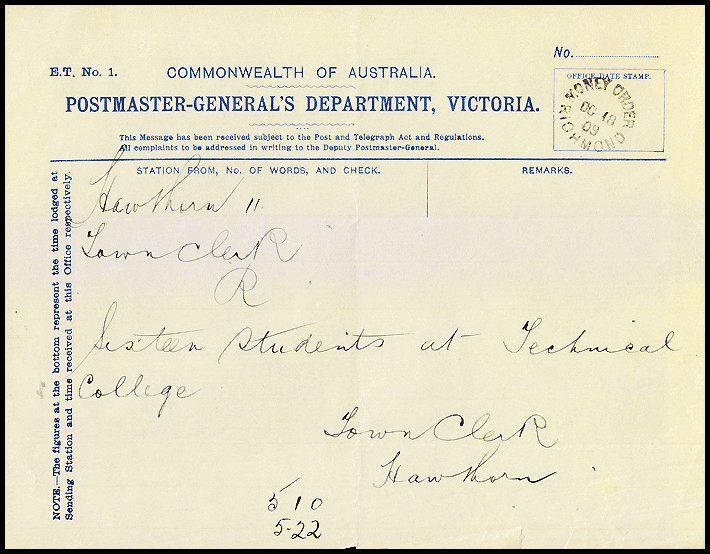 No.
E.T. No. 1.
COMMONWEALTH OF AUSTRALIA.
POSTMASTER-GENERAL'S DEPARTMENT, VICTORIA.
This Message has been received subject to the Post and Telegraph Act and Regulations.
All complaints to be addressed in writing to the Deputy Postmaster-General.
OFFICE DATE STAMP.
MONEY ORDER
OC 18
09
RICHMOND
STATION FROM, No. OF WORDS, AND CHECK.
REMARKS.
NOTE.—The figures at the bottom represent the time lodged at
Sending Station and time received at this Office respectively.
Hawthorn 11
Town Clerk
R
Sixteen students at Technical
College
Town Clerk
Hawthorn
5 10
5-22